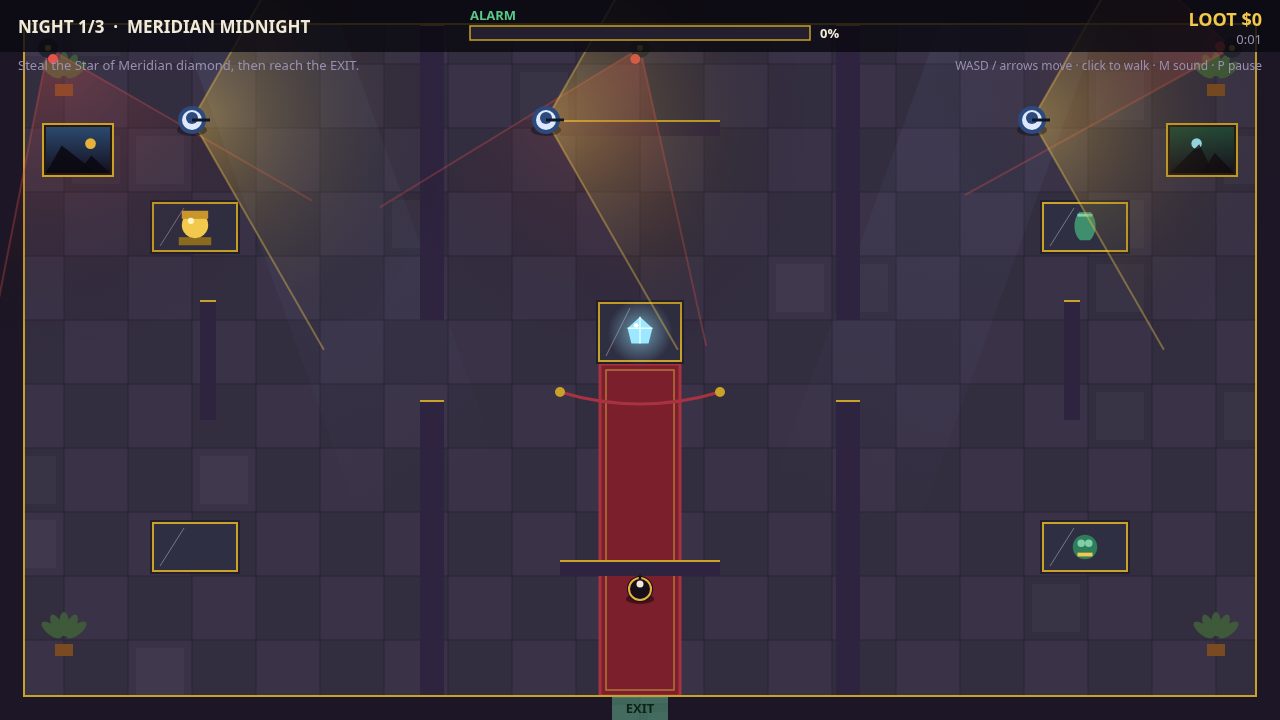 NIGHT 1/3 · MERIDIAN MIDNIGHT
ALARM
0%
LOOT $0
0:01
Steal the Star of Meridian diamond, then reach the EXIT.
WASD / arrows move · click to walk · M sound · P pause
EXIT